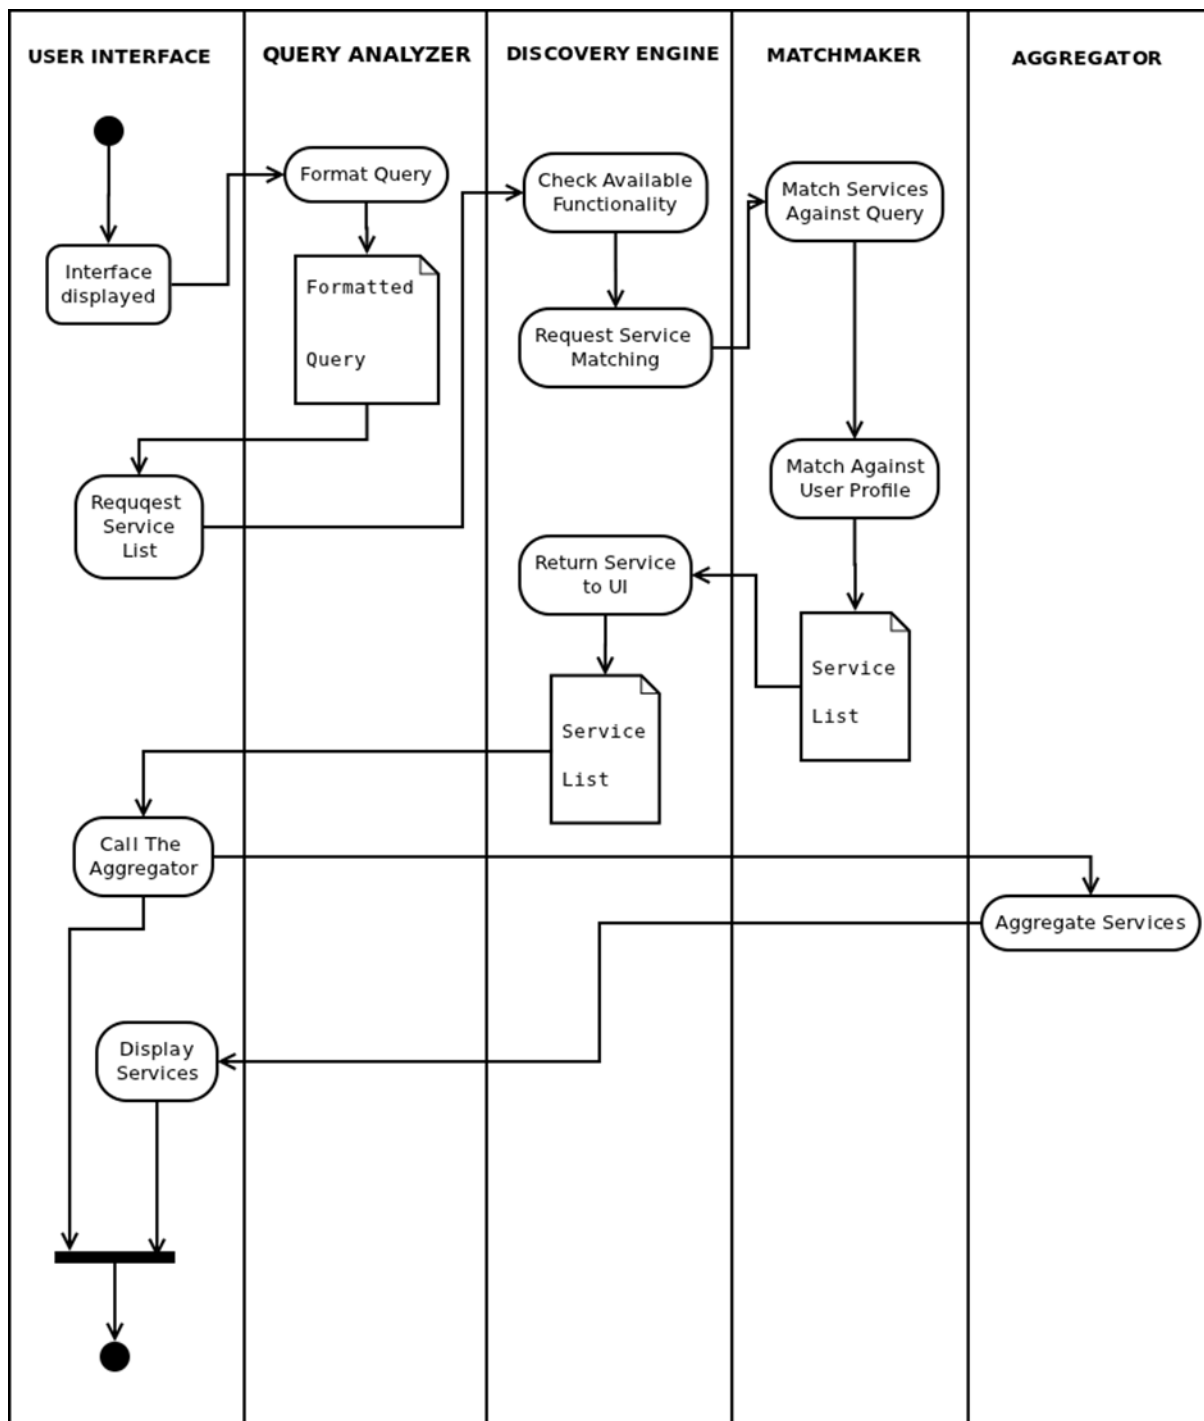 USER INTERFACE
QUERY ANALYZER
DISCOVERY ENGINE
MATCHMAKER
AGGREGATOR
Interface
displayed
Format Query
Formatted
Query
Requqest
Service
List
Check Available
Functionality
Request Service
Matching
Match Services
Against Query
Match Against
User Profile
Service
List
Return Service
to UI
Service
List
Call The
Aggregator
Aggregate Services
Display
Services